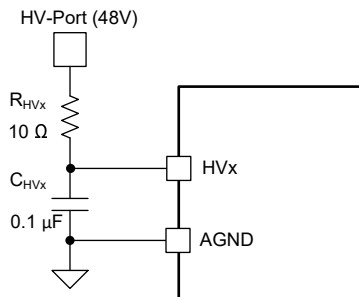 HV-Port (48V)
RHVx
10 Ω
HVx
CHVx
0.1 µF
AGND